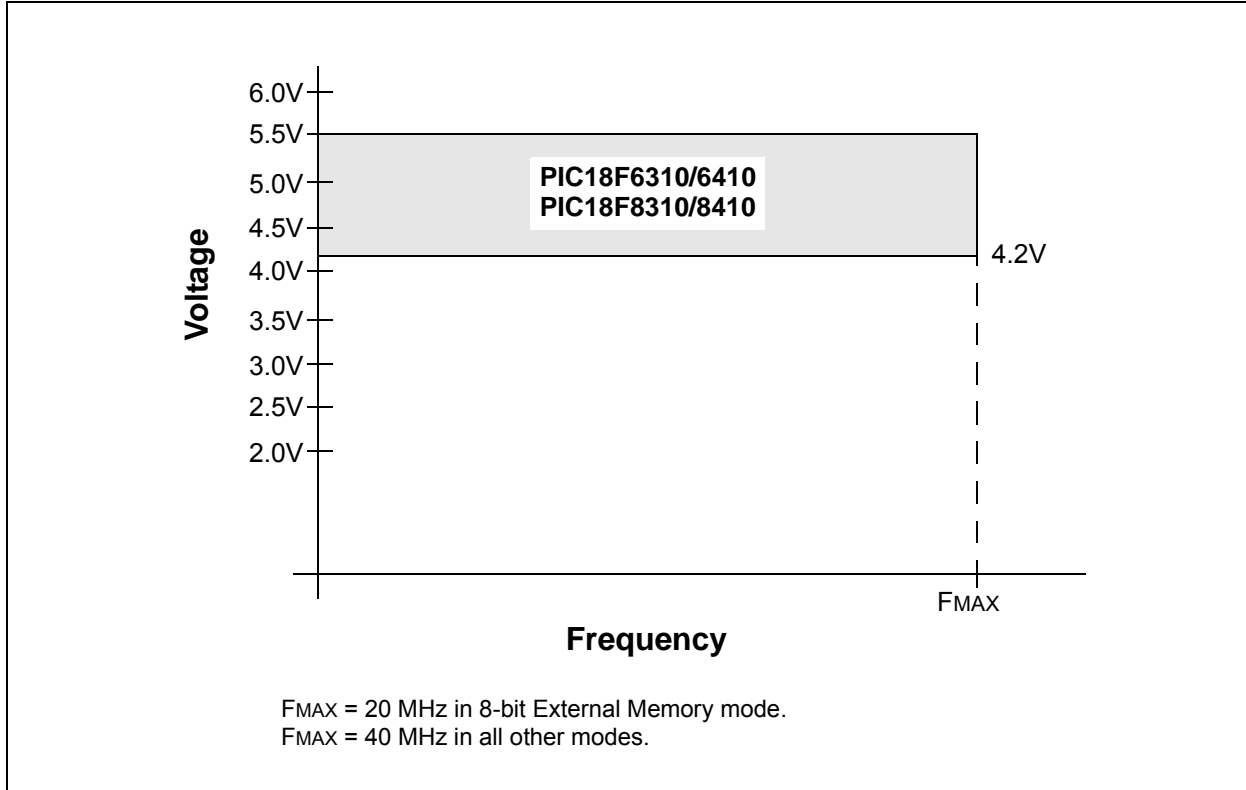 6.0V
5.5V
5.0V
4.5V
4.0V
3.5V
3.0V
2.5V
2.0V
Voltage
PIC18F6310/6410
PIC18F8310/8410
4.2V
FMAX
Frequency
FMAX = 20 MHz in 8-bit External Memory mode.
FMAX = 40 MHz in all other modes.